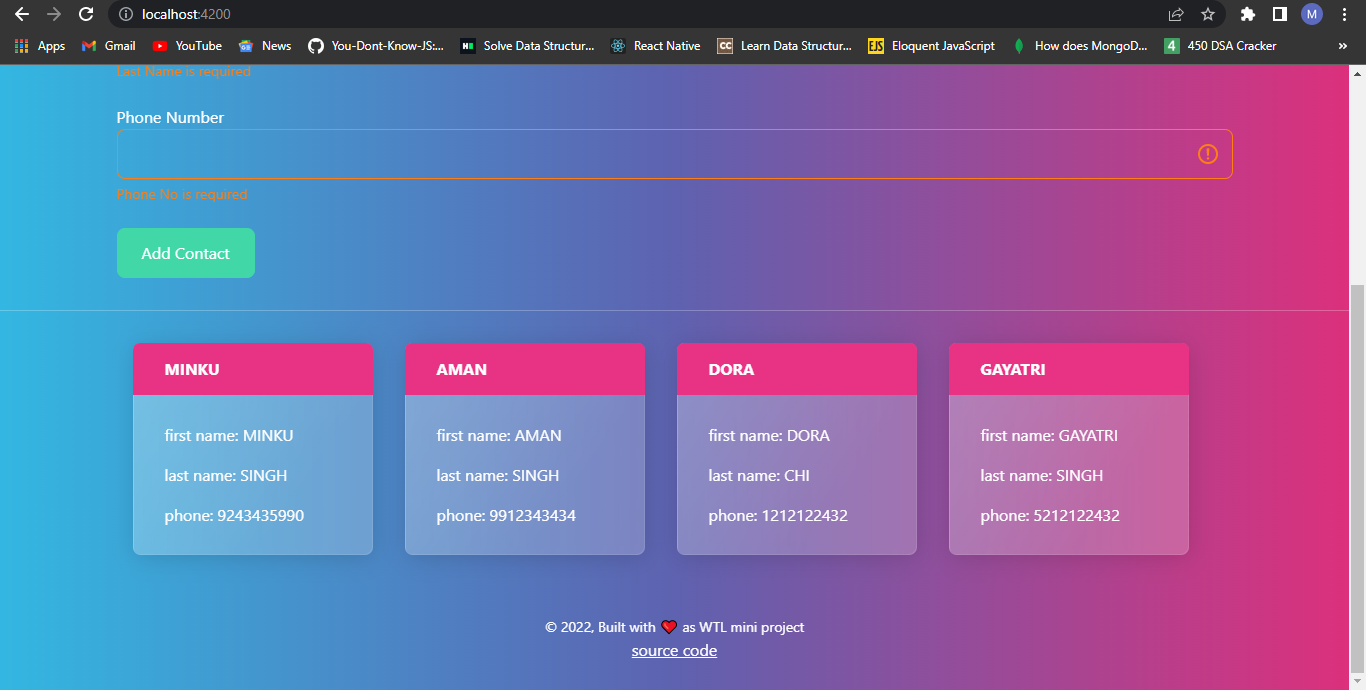 localhost:4200
M
Apps Gmail YouTube News You-Dont-Know-JS:... Solve Data Structur... React Native Learn Data Structur... Eloquent JavaScript How does MongoD... 450 DSA Cracker »
H CC EJS 4
Last Name is required
Phone Number
Phone No is required
Add Contact
MINKU
first name: MINKU
last name: SINGH
phone: 9243435990
AMAN
first name: AMAN
last name: SINGH
phone: 9912343434
DORA
first name: DORA
last name: CHI
phone: 1212122432
GAYATRI
first name: GAYATRI
last name: SINGH
phone: 5212122432
© 2022, Built with ❤ as WTL mini project
source code